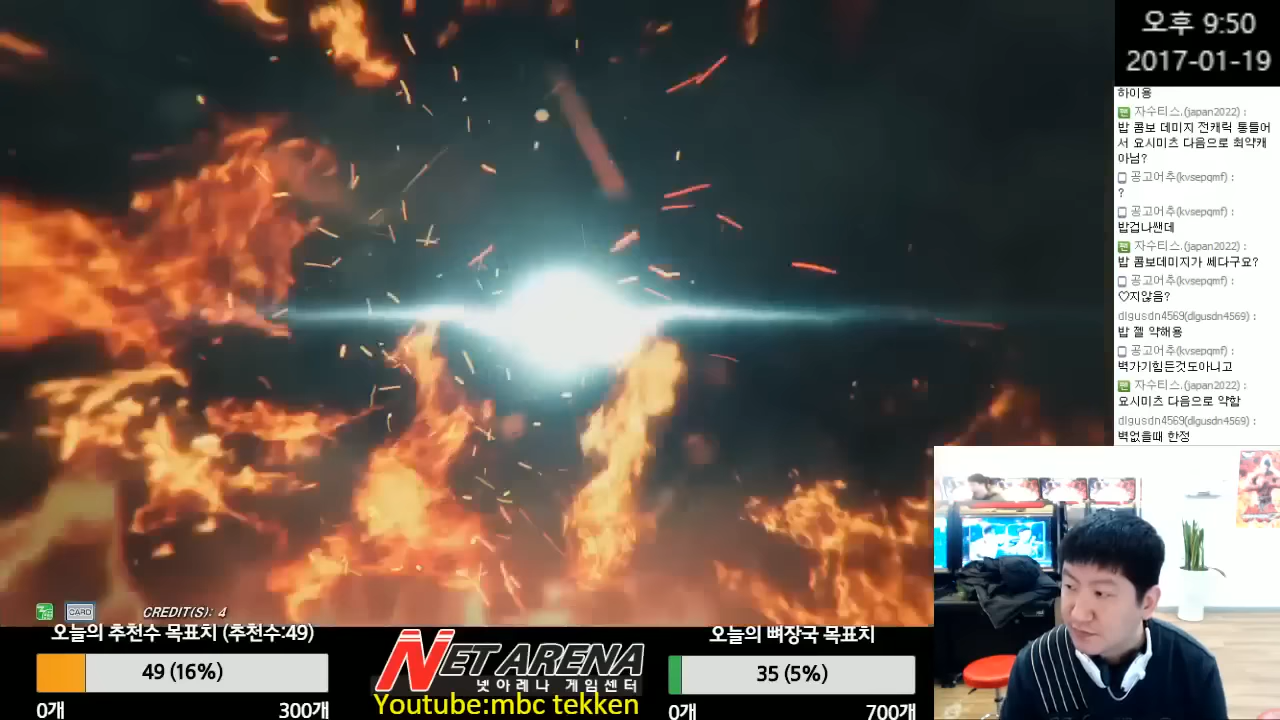 오후 9:50
2017-01-19
하이용
팬 자수티스.(japan2022) :
밥 콤보 데미지 전캐릭 통틀어
서 요시미츠 다음으로 최약캐
아님?
공고어추(kvsepqmf) :
?
공고어추(kvsepqmf) :
밥겁나쌘데
팬 자수티스.(japan2022) :
밥 콤보데미지가 쎄다구요?
공고어추(kvsepqmf) :
♡지않음?
dlgusdn4569(dlgusdn4569) :
밥 젤 약해용
공고어추(kvsepqmf) :
벽가기힘든것도아니고
팬 자수티스.(japan2022) :
요시미츠 다음으로 약함
dlgusdn4569(dlgusdn4569) :
벽없을때 한정
CARD
CREDIT(S): 4
오늘의 추천수 목표치 (추천수:49)
49 (16%)
0개 300개
NET ARENA
넷아레나 게임센터
Youtube:mbc tekken
오늘의 뼈장국 목표치
35 (5%)
0개 700개